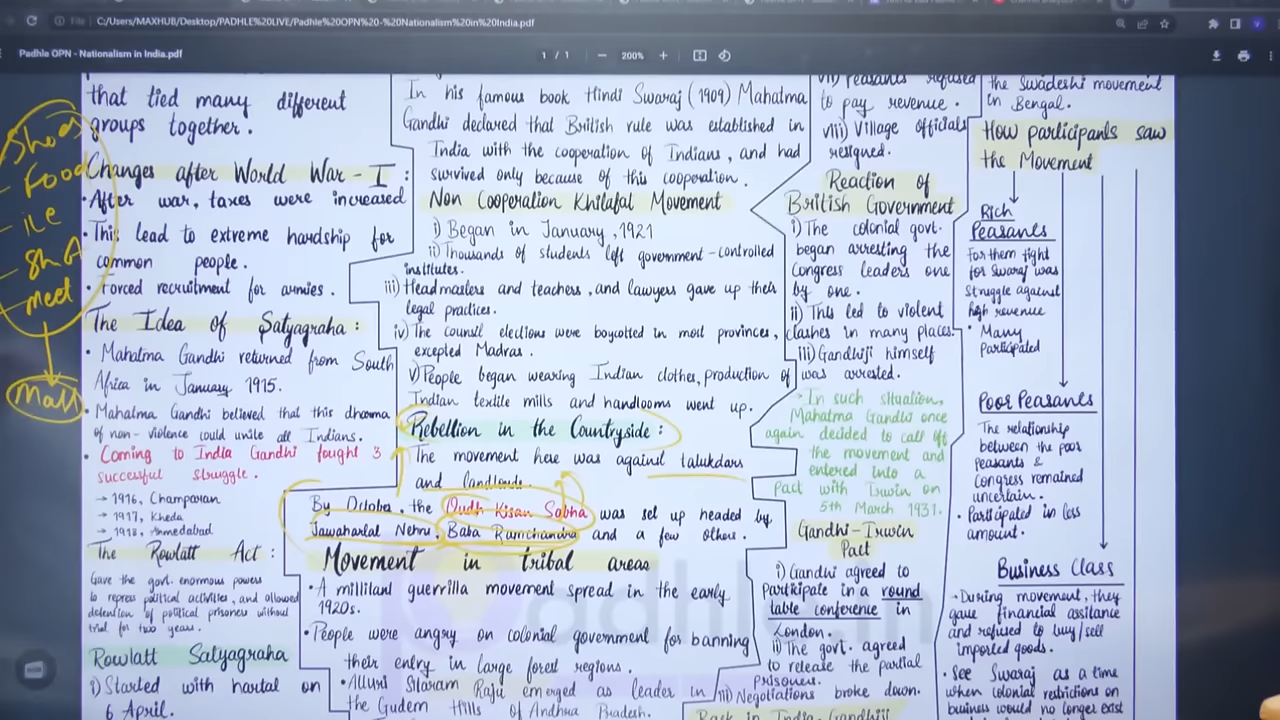 File
C:/Users/MAXHUB/Desktop/PADHLE%20LIVE/Padhle%20OPN%20-%20Nationalism%20in%20India.pdf
Padhle OPN - Nationalism in India.pdf
1 / 1
200%
Shoes
- Food
- ile
- ShA
- meet
Mass
that tied many different
groups together.
Changes after World War - I :
• After war, taxes were increased
• This lead to extreme hardship for
common people.
• Forced recruitment for armies.
The Idea of Satyagraha :
• Mahatma Gandhi returned from South
Africa in January 1915.
• Mahatma Gandhi believed that this dharma
of non-violence could unite all Indians.
• Coming to India Gandhi fought 3
successful struggle.
→ 1916, Champaran
→ 1917, Kheda
→ 1918, Ahmedabad
The Rowlatt Act :
Gave the govt. enormous powers
to repress political activities, and allowed
detention of political prisoners without
trial for two years.
Rowlatt Satyagraha
i) Started with hartal on
6 April.
In his famous book Hindi Swaraj (1909) Mahatma
Gandhi declared that British rule was established in
India with the cooperation of Indians, and had
survived only because of this cooperation.
Non Cooperation Khilafat Movement
i) Began in January, 1921
ii) Thousands of students left government-controlled
institutes.
iii) Headmasters and teachers, and lawyers gave up their
legal practices.
iv) The council elections were boycotted in most provinces,
excepted Madras.
v) People began wearing Indian clothes, production of
Indian textile mills and handlooms went up.
Rebellion in the Countryside :
The movement here was against talukdars
and landlords.
By October, the Oudh Kisan Sabha was set up headed by
Jawaharlal Nehru, Baba Ramchandra and a few others.
Movement in tribal areas
• A militant guerrilla movement spread in the early
1920s.
• People were angry on colonial government for banning
their entry in large forest regions.
• Alluri Sitaram Raju emerged as leader in
the Gudem Hills of Andhra Pradesh.
vii) Peasants refused
to pay revenue.
viii) Village officials
resigned.
Reaction of
British Government
i) The colonial govt.
began arresting the
Congress leaders one
by one.
ii) This led to violent
clashes in many places.
iii) Gandhiji himself
was arrested.
• In such situation,
Mahatma Gandhi once
again decided to call off
the movement and
entered into a
Pact with Irwin on
5th March 1931.
Gandhi-Irwin
Pact
i) Gandhi agreed to
participate in a round
table conference in
London.
ii) The govt. agreed
to release the partial
prisoners.
iii) Negotiations broke down.
Back in India, Gandhiji
the Swadeshi movement
in Bengal.
How participants saw
the Movement
Rich
Peasants
For them fight
for Swaraj was
struggle against
high revenue
• Many
Participated
Poor Peasants
The relationship
between the poor
peasants &
Congress remained
uncertain.
• Participated in less
amount.
Business Class
• During movement, they
gave financial assitance
and refused to buy/sell
imported goods.
• See Swaraj as a time
when colonial restrictions on
business would no longer exist